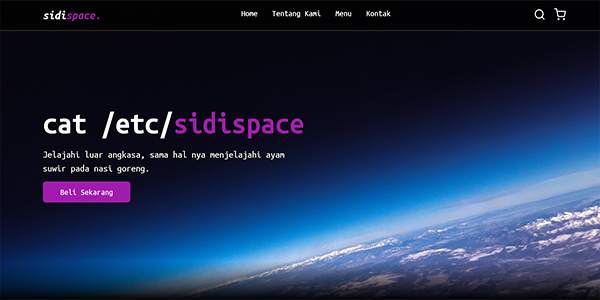 sidispace.
Home Tentang Kami Menu Kontak
cat /etc/sidispace
Jelajahi luar angkasa, sama hal nya menjelajahi ayam
suwir pada nasi goreng.
Beli Sekarang